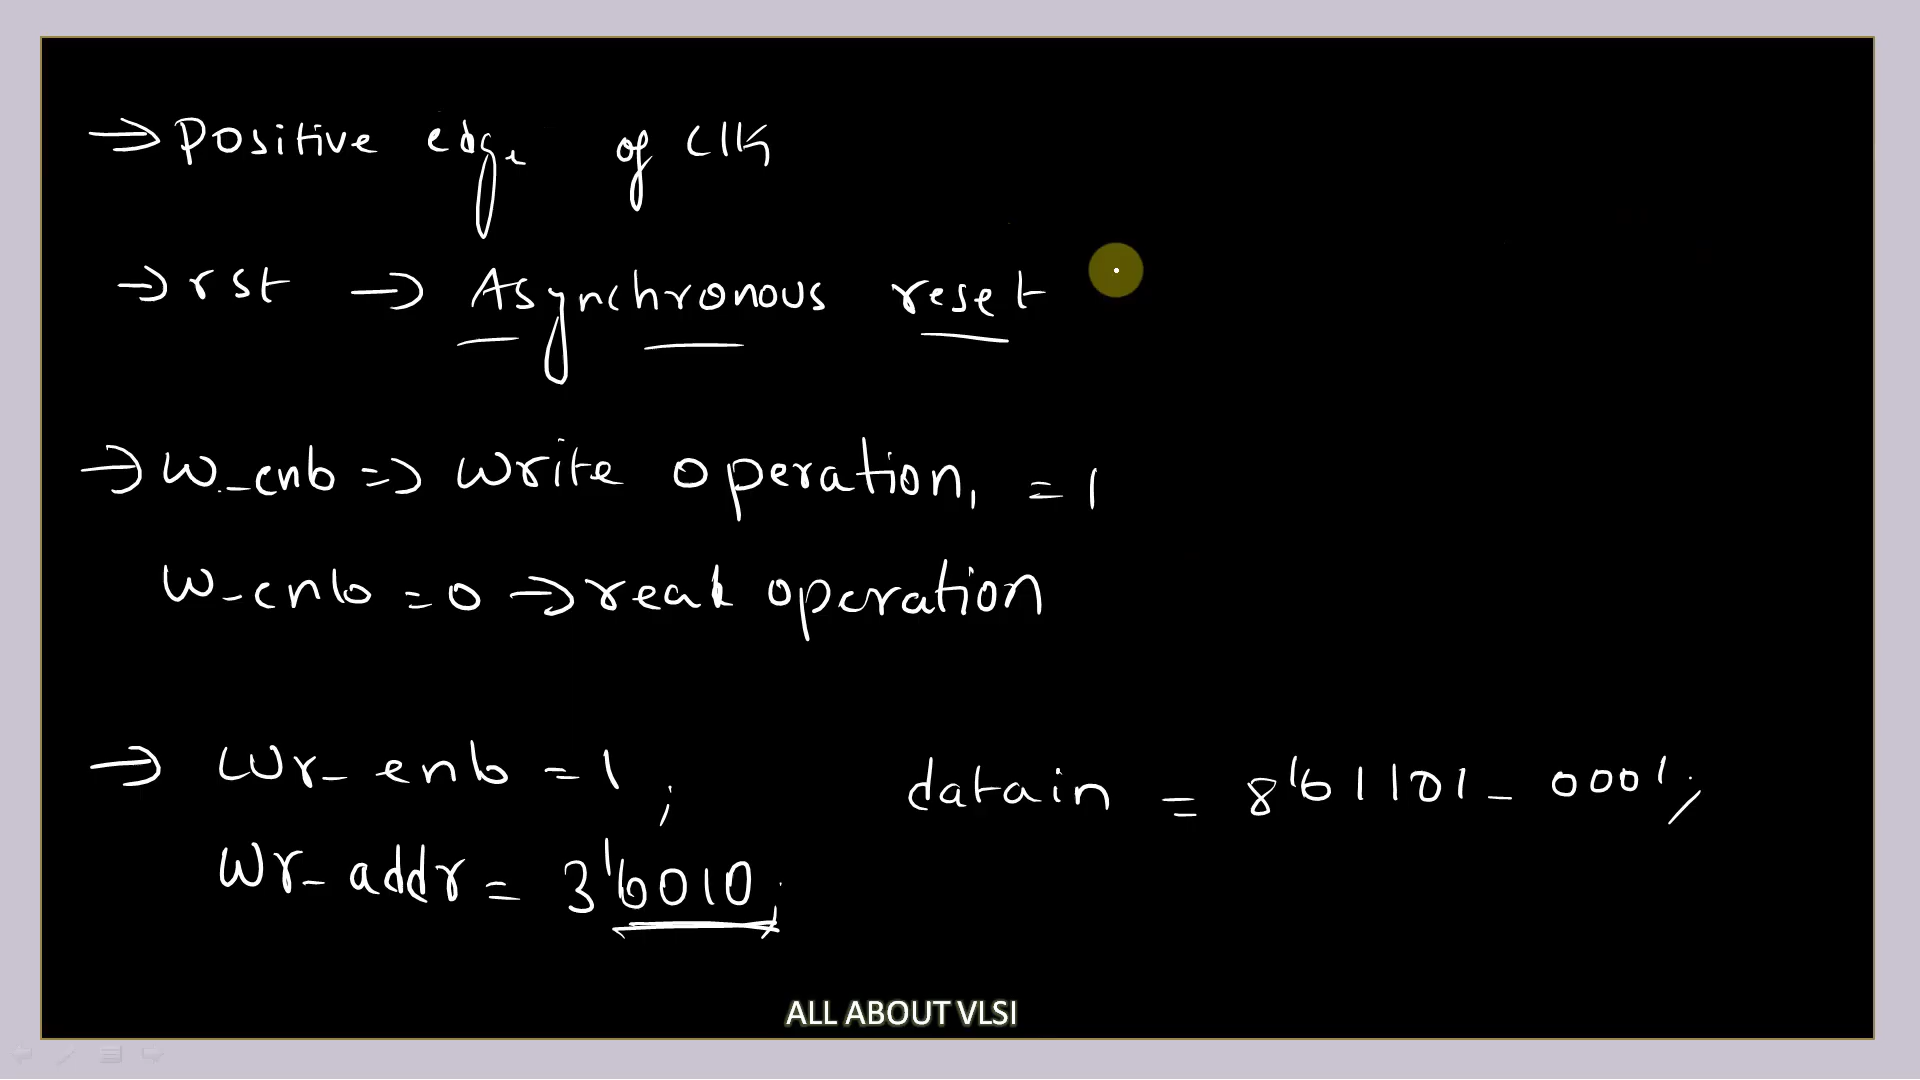 → Positive edge of clk
→ rst → Asynchronous reset
→ w_enb => write operation, = 1
w_enb = 0 → read operation
→ wr_enb = 1 ; datain = 8'b1101_0001;
wr_addr = 3'b010;
ALL ABOUT VLSI